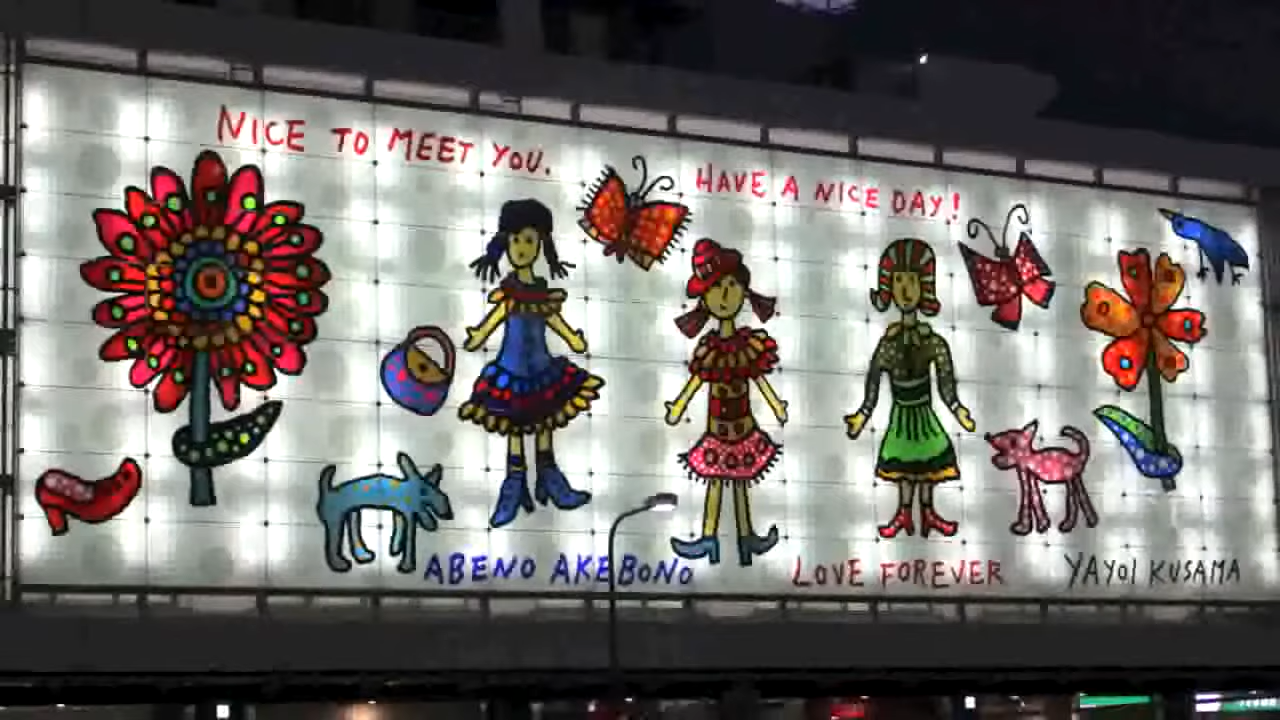 NICE TO MEET YOU.
HAVE A NICE DAY!
ABENO AKEBONO
LOVE FOREVER
YAYOI KUSAMA